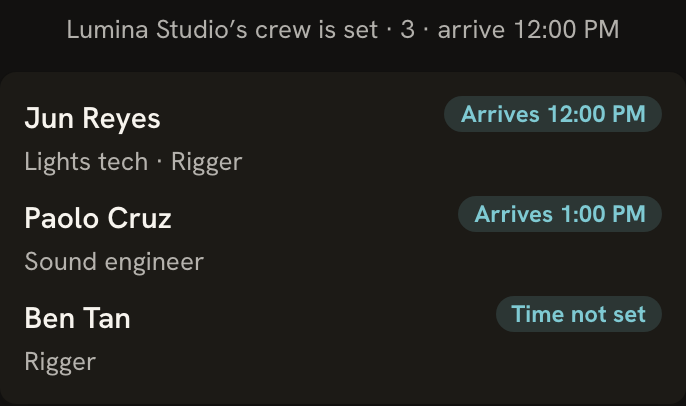 Lumina Studio’s crew is set · 3 · arrive 12:00 PM
Jun Reyes
Arrives 12:00 PM
Lights tech · Rigger
Paolo Cruz
Arrives 1:00 PM
Sound engineer
Ben Tan
Time not set
Rigger